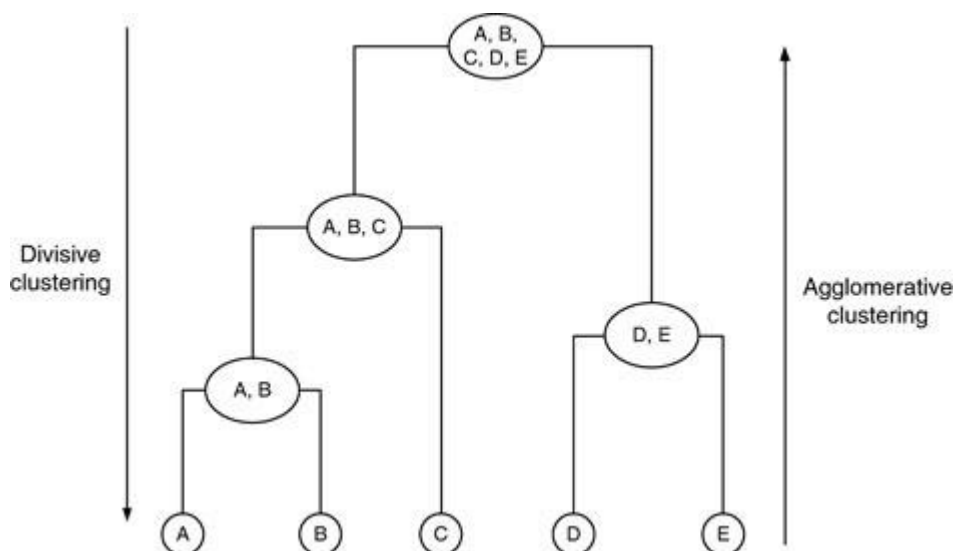 A, B,
C, D, E
A, B, C
Divisive
clustering
Agglomerative
clustering
D, E
A, B
A
B
C
D
E